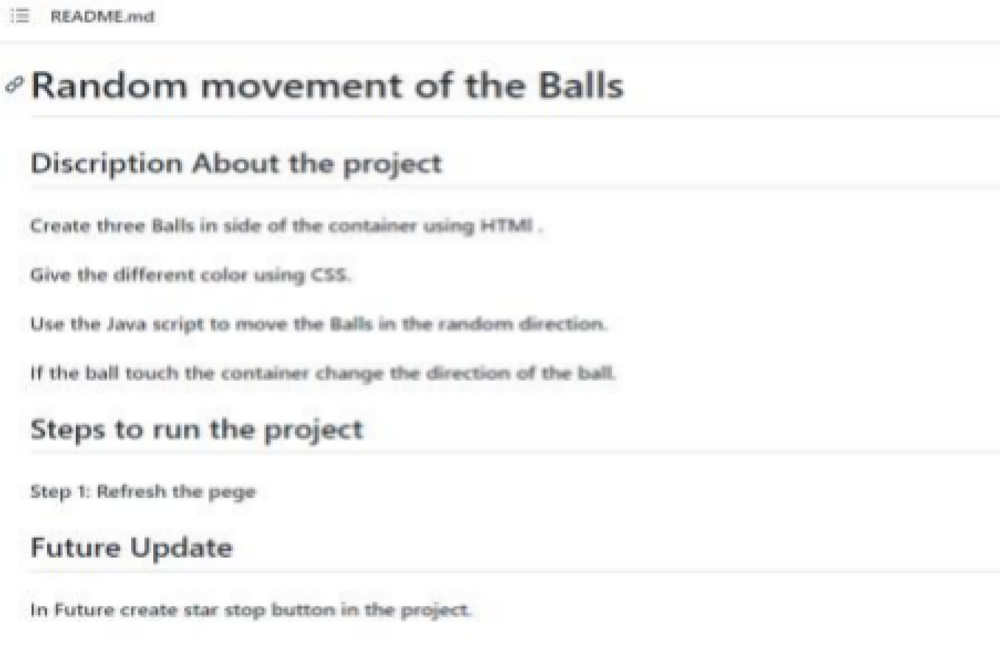 README.md
Random movement of the Balls
Discription About the project
Create three Balls in side of the container using HTMl .
Give the different color using CSS.
Use the Java script to move the Balls in the random direction.
If the ball touch the container change the direction of the ball.
Steps to run the project
Step 1: Refresh the pege
Future Update
In Future create star stop button in the project.